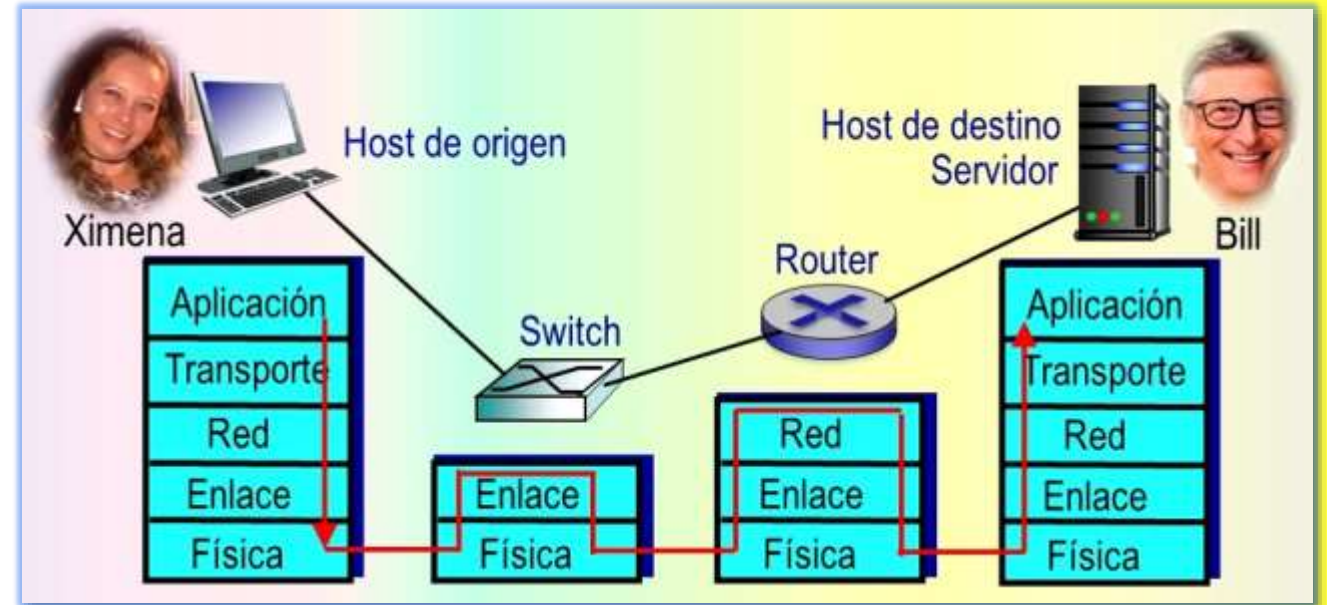 Host de origen
Host de destino
Servidor
Ximena
Bill
Router
Switch
Aplicación
Transporte
Red
Enlace
Física
Enlace
Física
Red
Enlace
Física
Aplicación
Transporte
Red
Enlace
Física